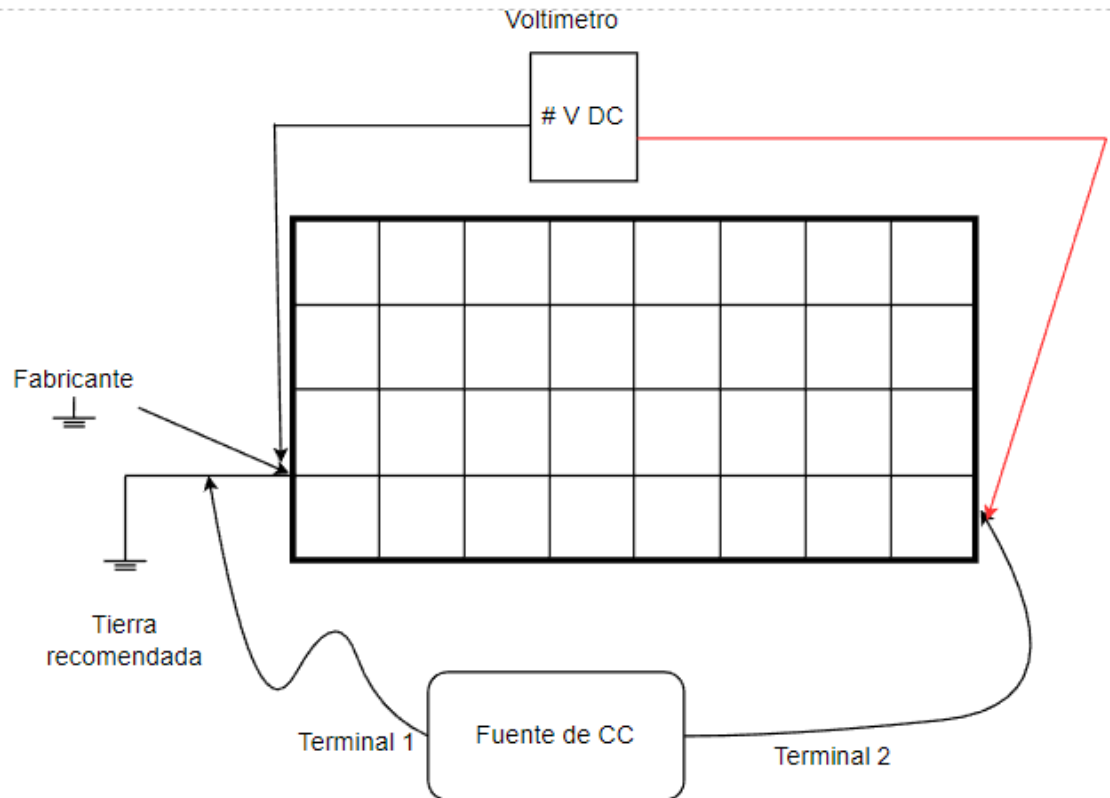 Voltimetro
# V DC
Fabricante
Tierra
recomendada
Terminal 1
Fuente de CC
Terminal 2